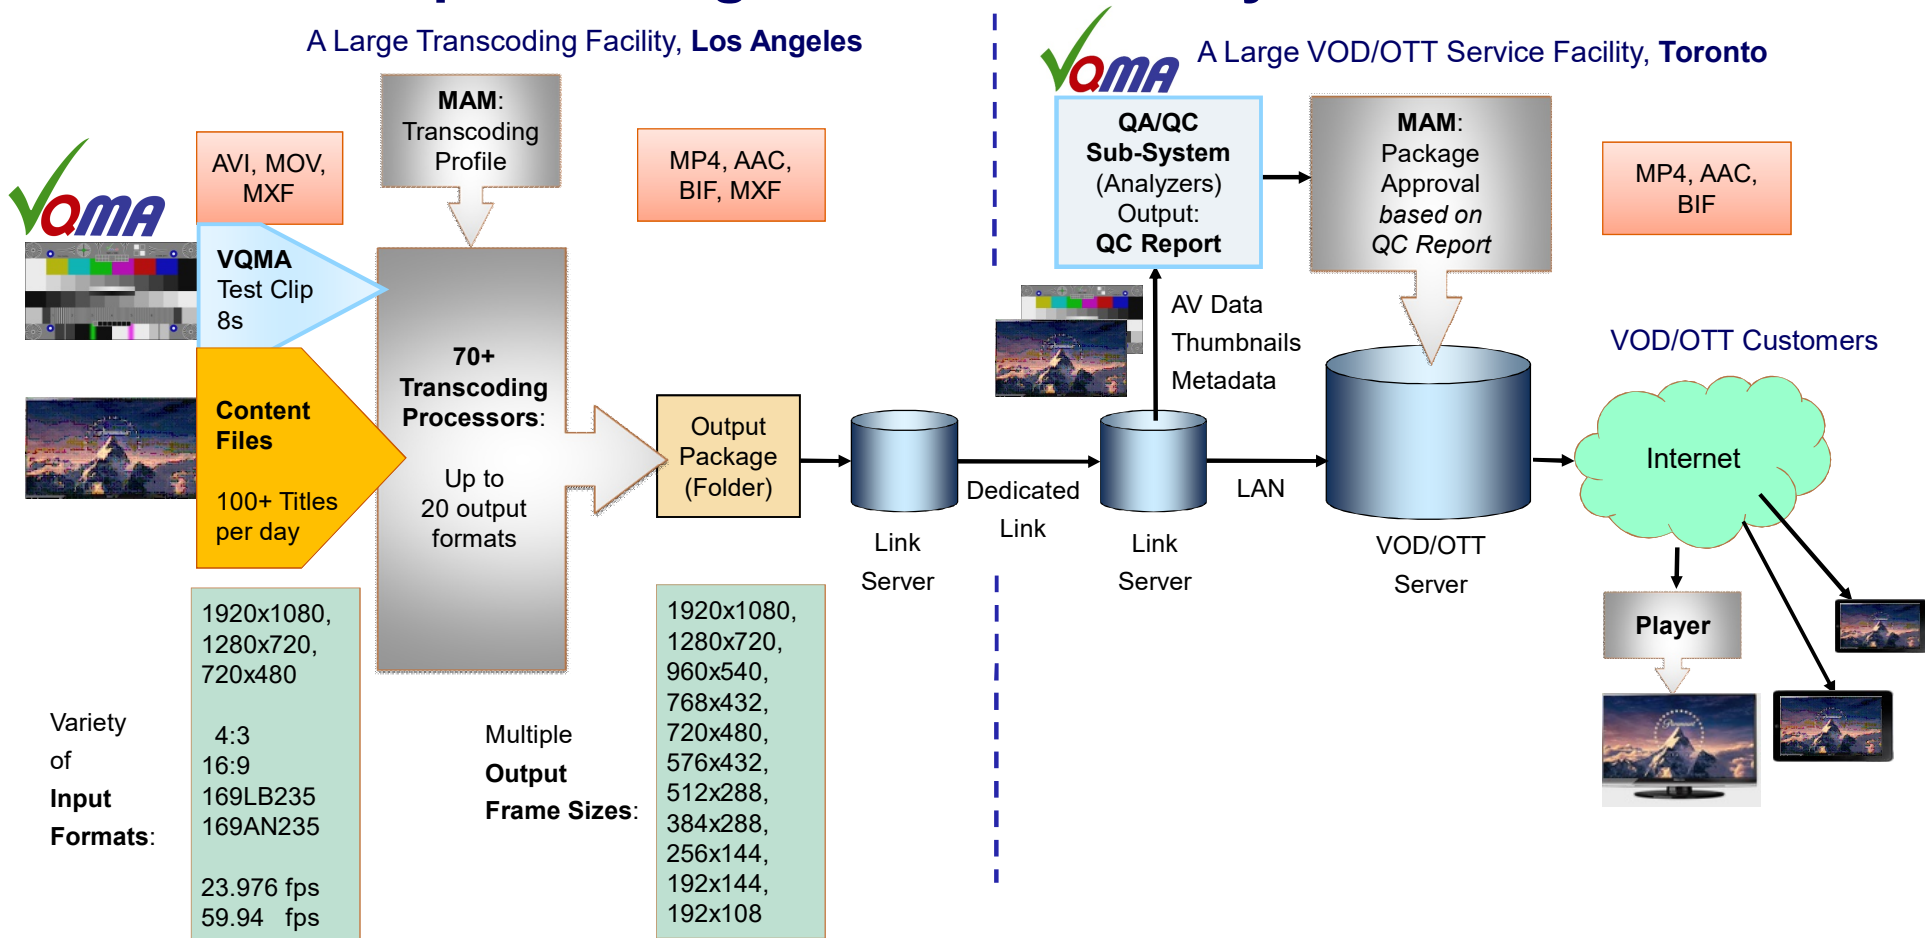 A Large Transcoding Facility, Los Angeles
A Large VOD/OTT Service Facility, Toronto
VQMA
AVI, MOV,
MXF
MAM:
Transcoding
Profile
MP4, AAC,
BIF, MXF
VQMA
Test Clip
8s
Content
Files
100+ Titles
per day
70+
Transcoding
Processors:
Up to
20 output
formats
Output
Package
(Folder)
Link
Server
Dedicated
Link
Variety
of
Input
Formats:
1920x1080,
1280x720,
720x480
4:3
16:9
169LB235
169AN235
23.976 fps
59.94 fps
Multiple
Output
Frame Sizes:
1920x1080,
1280x720,
960x540,
768x432,
720x480,
576x432,
512x288,
384x288,
256x144,
192x144,
192x108
VQMA
QA/QC
Sub-System
(Analyzers)
Output:
QC Report
MAM:
Package
Approval
based on
QC Report
MP4, AAC,
BIF
AV Data
Thumbnails
Metadata
Link
Server
LAN
VOD/OTT
Server
VOD/OTT Customers
Internet
Player